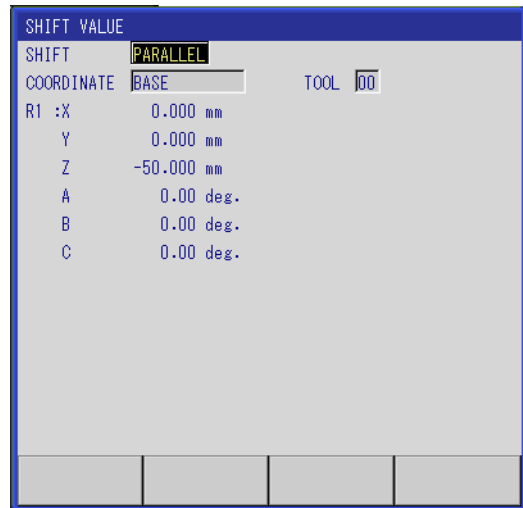 SHIFT VALUE
SHIFT PARALLEL
COORDINATE BASE TOOL 00
R1 :X 0.000 mm
Y 0.000 mm
Z -50.000 mm
A 0.00 deg.
B 0.00 deg.
C 0.00 deg.